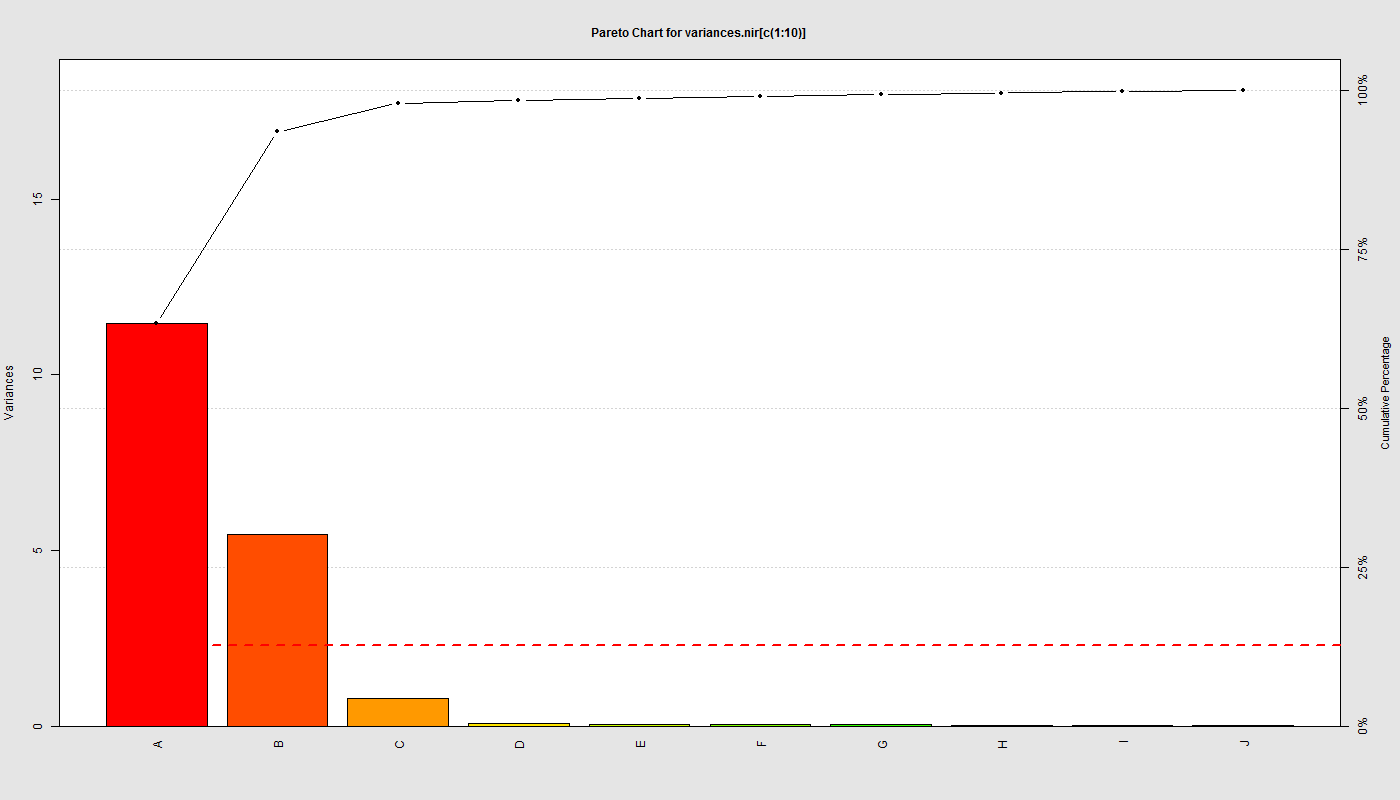 Pareto Chart for variances.nir[c(1:10)]
Variances
0
5
10
15
0%
25%
50%
75%
100%
Cumulative Percentage
A
B
C
D
E
F
G
H
I
J